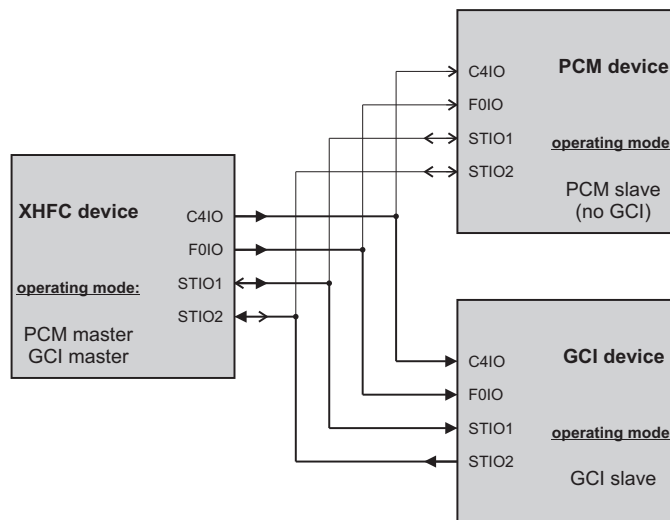 XHFC device
C4IO
F0IO
STIO1
STIO2
operating mode:
PCM master
GCI master
PCM device
C4IO
F0IO
STIO1
STIO2
operating mode
PCM slave
(no GCI)
GCI device
C4IO
F0IO
STIO1
STIO2
operating mode
GCI slave